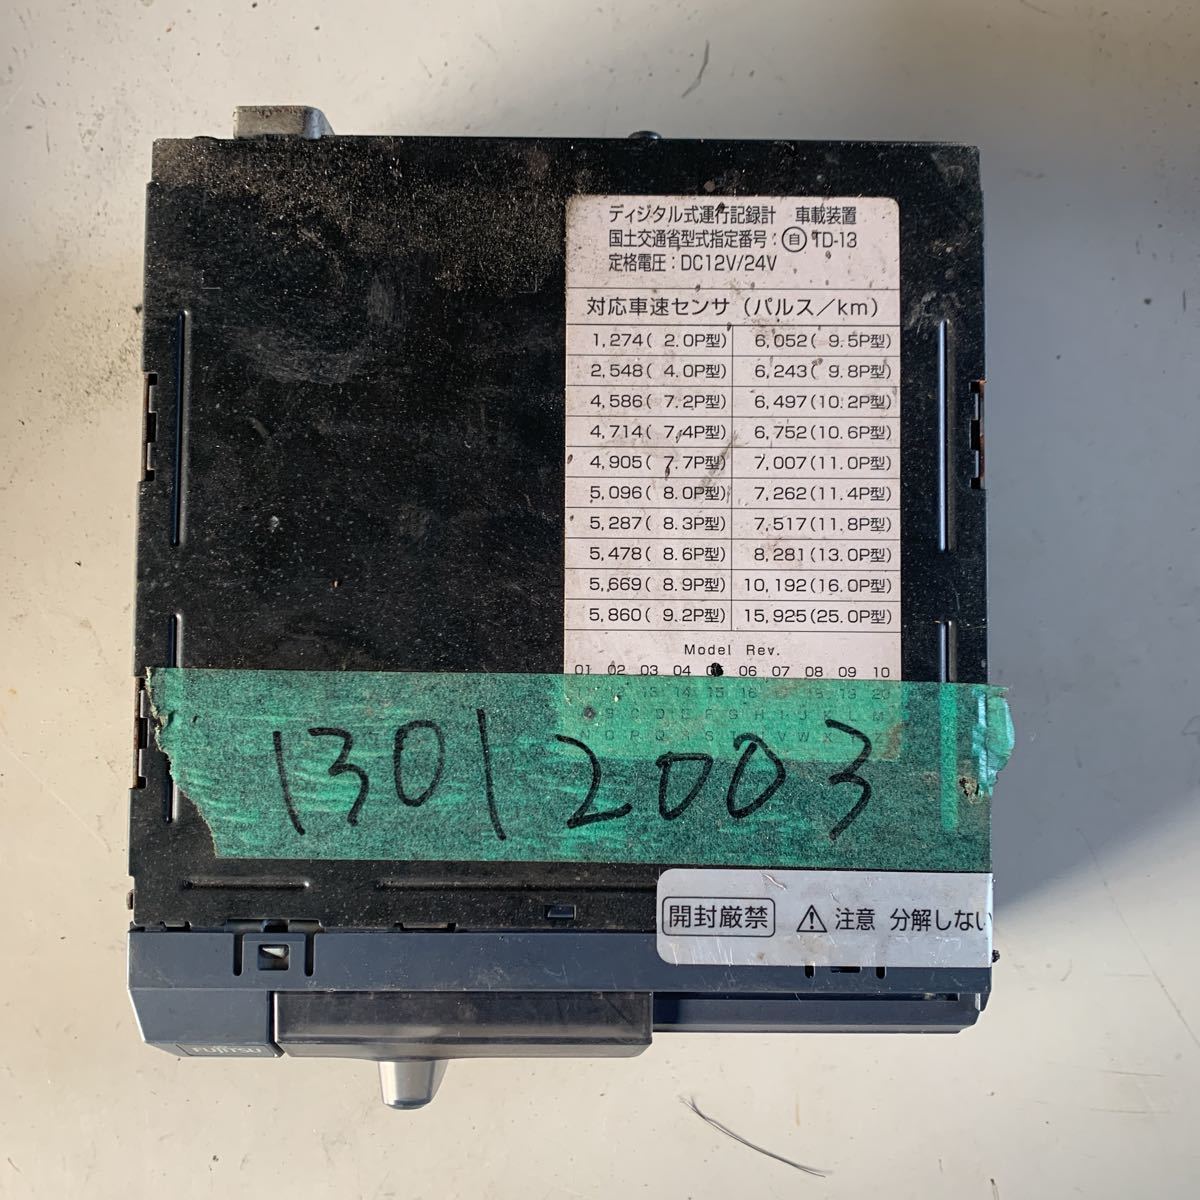 ディジタル式運行記録計 車載装置
国土交通省型式指定番号：自 TD-13
定格電圧：DC12V/24V
対応車速センサ（パルス／km）
1,274( 2.0P型) 6,052( 9.5P型)
2,548( 4.0P型) 6,243( 9.8P型)
4,586( 7.2P型) 6,497(10.2P型)
4,714( 7.4P型) 6,752(10.6P型)
4,905( 7.7P型) 7,007(11.0P型)
5,096( 8.0P型) 7,262(11.4P型)
5,287( 8.3P型) 7,517(11.8P型)
5,478( 8.6P型) 8,281(13.0P型)
5,669( 8.9P型) 10,192(16.0P型)
5,860( 9.2P型) 15,925(25.0P型)
Model Rev.
01 02 03 04 06 07 08 09 10
13 14 15 16 18 19 20
B C D E F G H J M
P Q S V W X
13012003
開封厳禁 ⚠ 注意 分解しない
FUJITSU